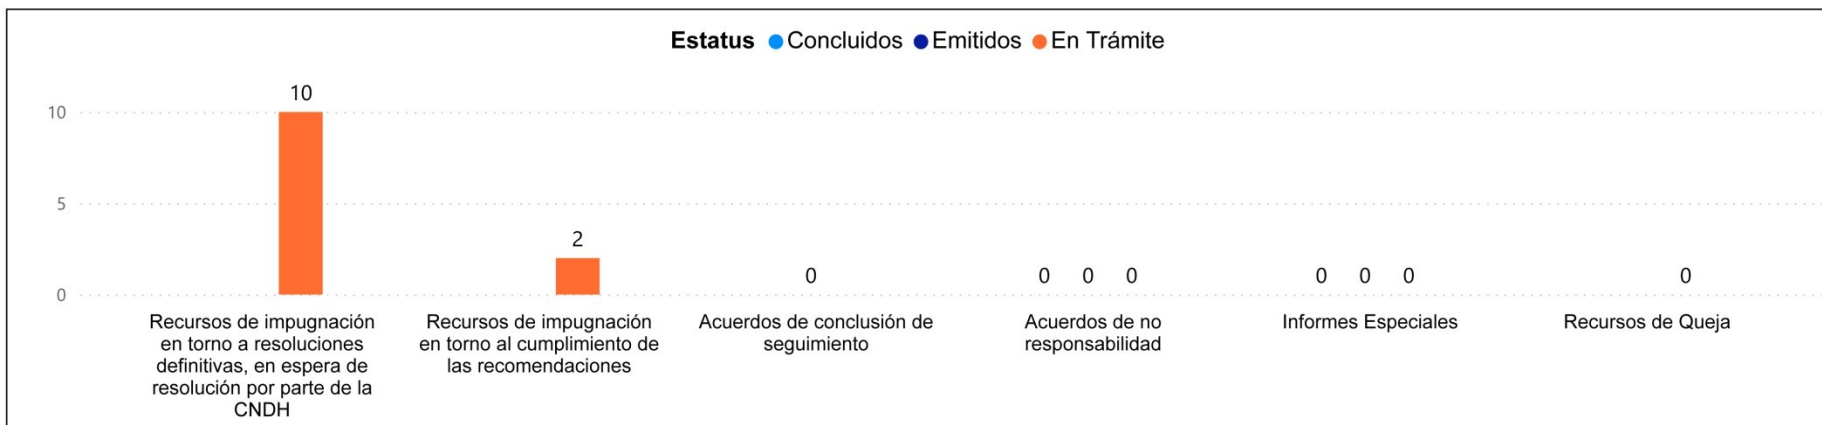 Estatus Concluidos Emitidos En Trámite
10
10
5
2
0
0 0 0
0 0 0
0
0
Recursos de impugnación
en torno a resoluciones
definitivas, en espera de
resolución por parte de la
CNDH
Recursos de impugnación
en torno al cumplimiento de
las recomendaciones
Acuerdos de conclusión de
seguimiento
Acuerdos de no
responsabilidad
Informes Especiales
Recursos de Queja